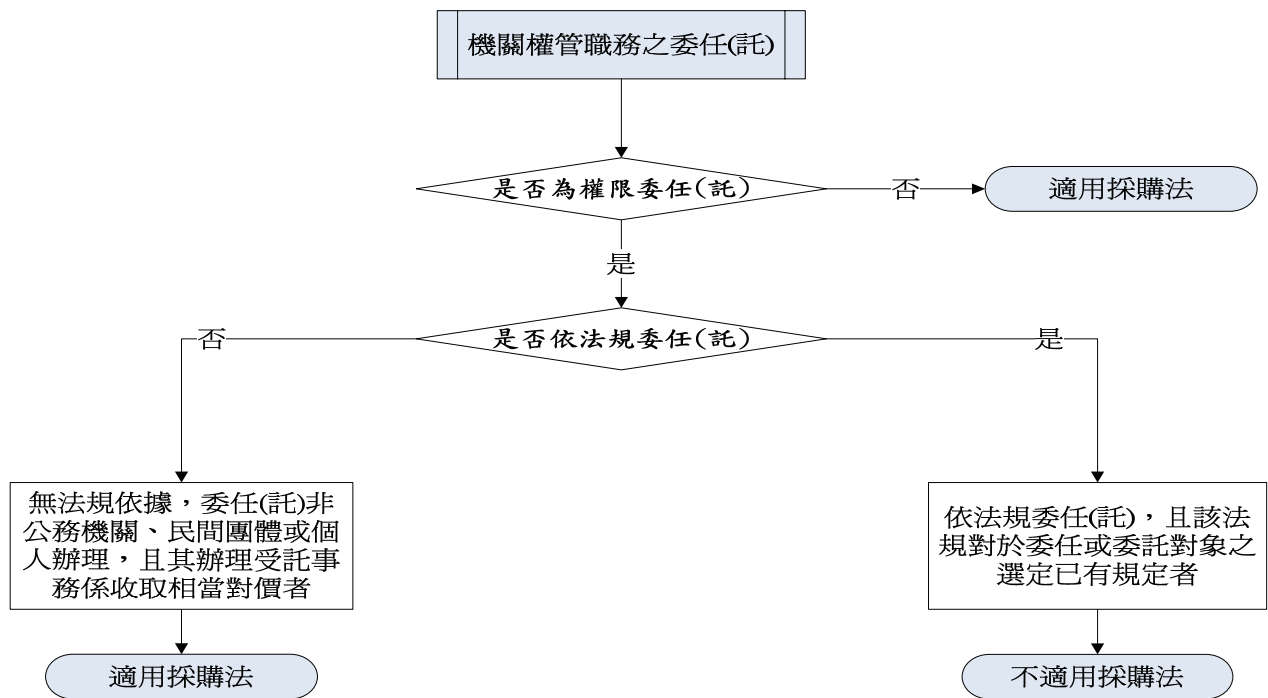 機關權管職務之委任(託)
是否為權限委任(託)
否
適用採購法
是
是否依法規委任(託)
否
是
無法規依據，委任(託)非
公務機關、民間團體或個
人辦理，且其辦理受託事
務係收取相當對價者
依法規委任(託)，且該法
規對於委任或委託對象之
選定已有規定者
適用採購法
不適用採購法